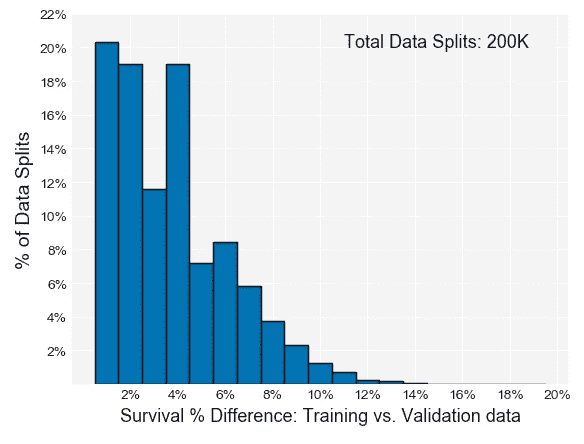 22%
20%
18%
16%
14%
12%
10%
8%
6%
4%
2%
% of Data Splits
Total Data Splits: 200K
2% 4% 6% 8% 10% 12% 14% 16% 18% 20%
Survival % Difference: Training vs. Validation data